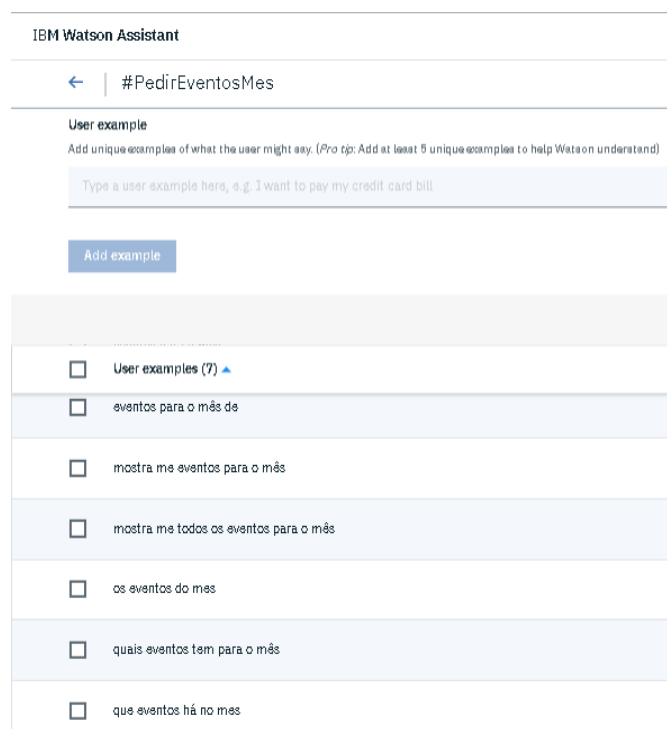 IBM Watson Assistant
← | #PedirEventosMes
User example
Add unique examples of what the user might say. (Pro tip: Add at least 5 unique examples to help Watson understand)
Type a user example here, e.g. I want to pay my credit card bill
Add example
User examples (7)
eventos para o mês de
mostra me eventos para o mês
mostra me todos os eventos para o mês
os eventos do mes
quais eventos tem para o mês
que eventos há no mes